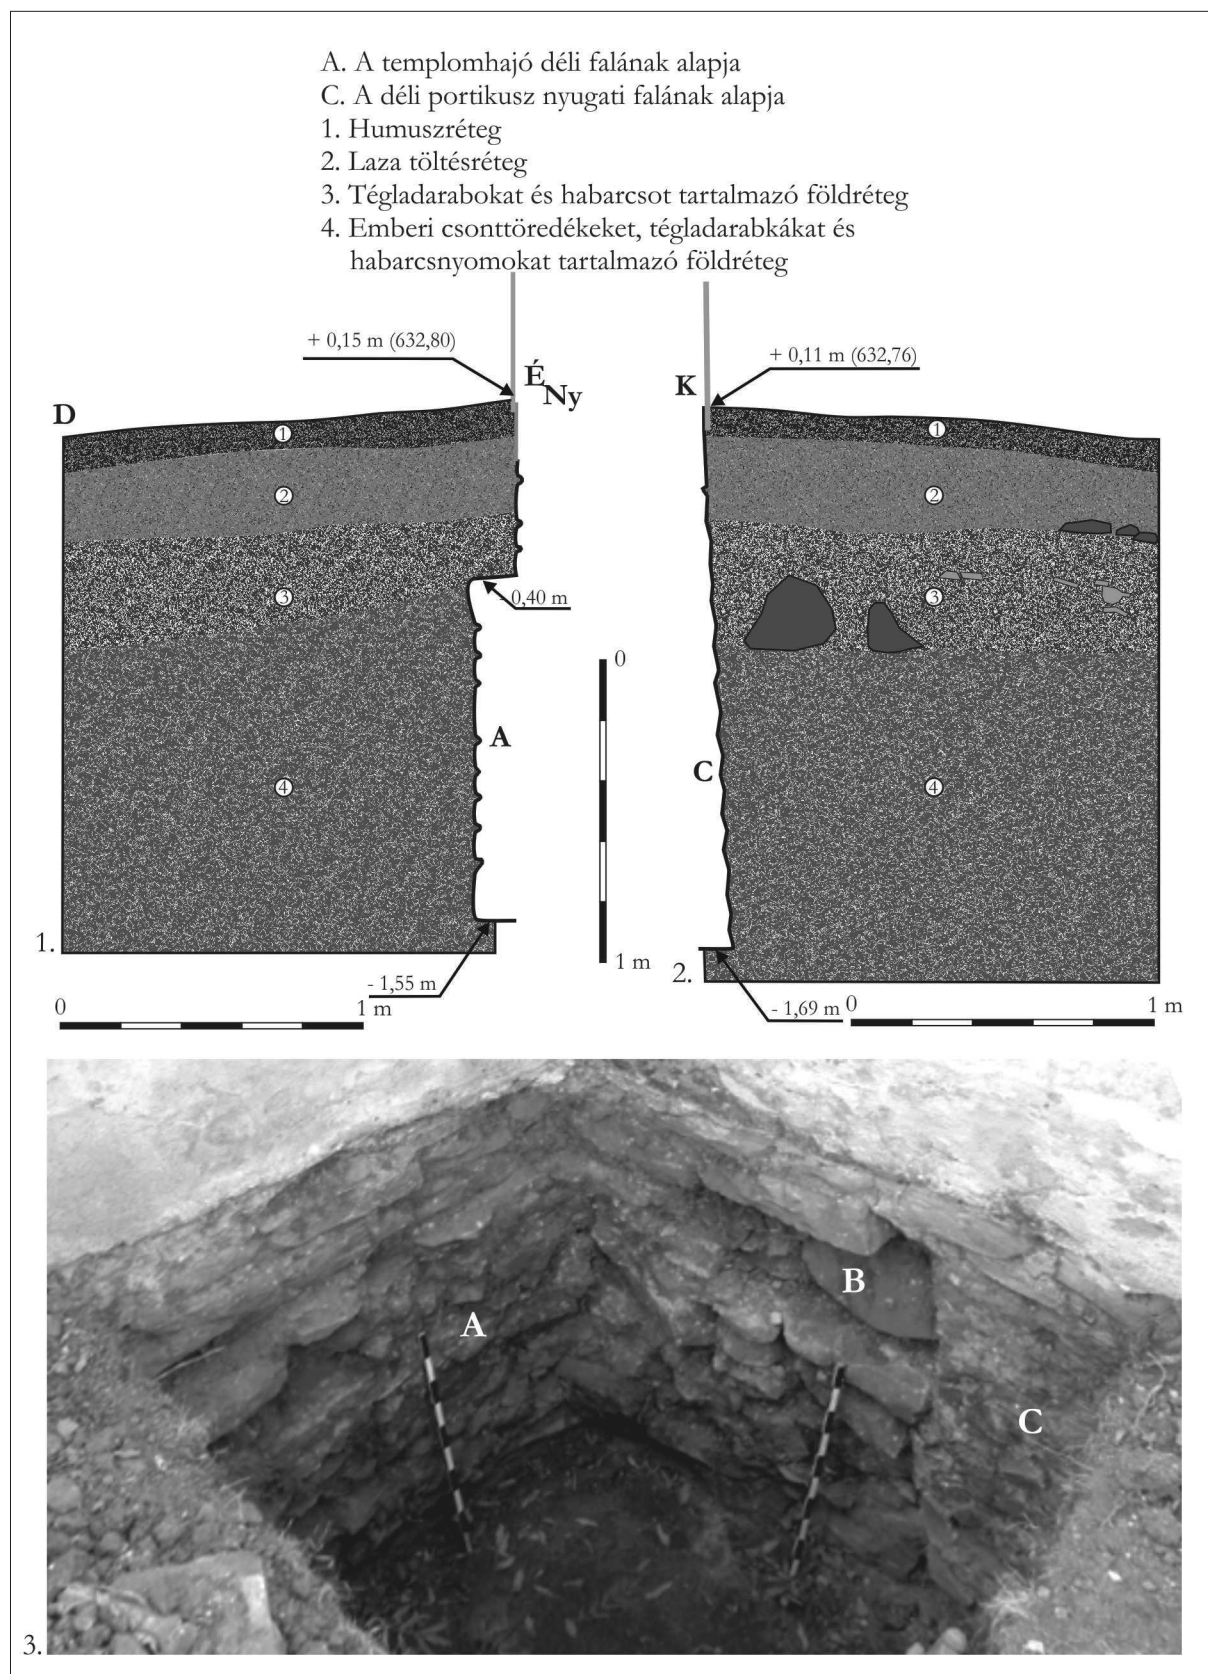 A. A templomhajó déli falának alapja
C. A déli portikusz nyugati falának alapja
1. Humuszréteg
2. Laza töltésréteg
3. Tégladarabokat és habarcsot tartalmazó földréteg
4. Emberi csonttöredékeket, tégladarabkákat és
habarcsnyomokat tartalmazó földréteg
+ 0,15 m (632,80)
+ 0,11 m (632,76)
D
É
Ny
K
1
2
3
4
1
2
3
4
- 0,40 m
A
C
0
1 m
1.
2.
- 1,55 m
- 1,69 m
0
1 m
0
1 m
A
B
C
3.